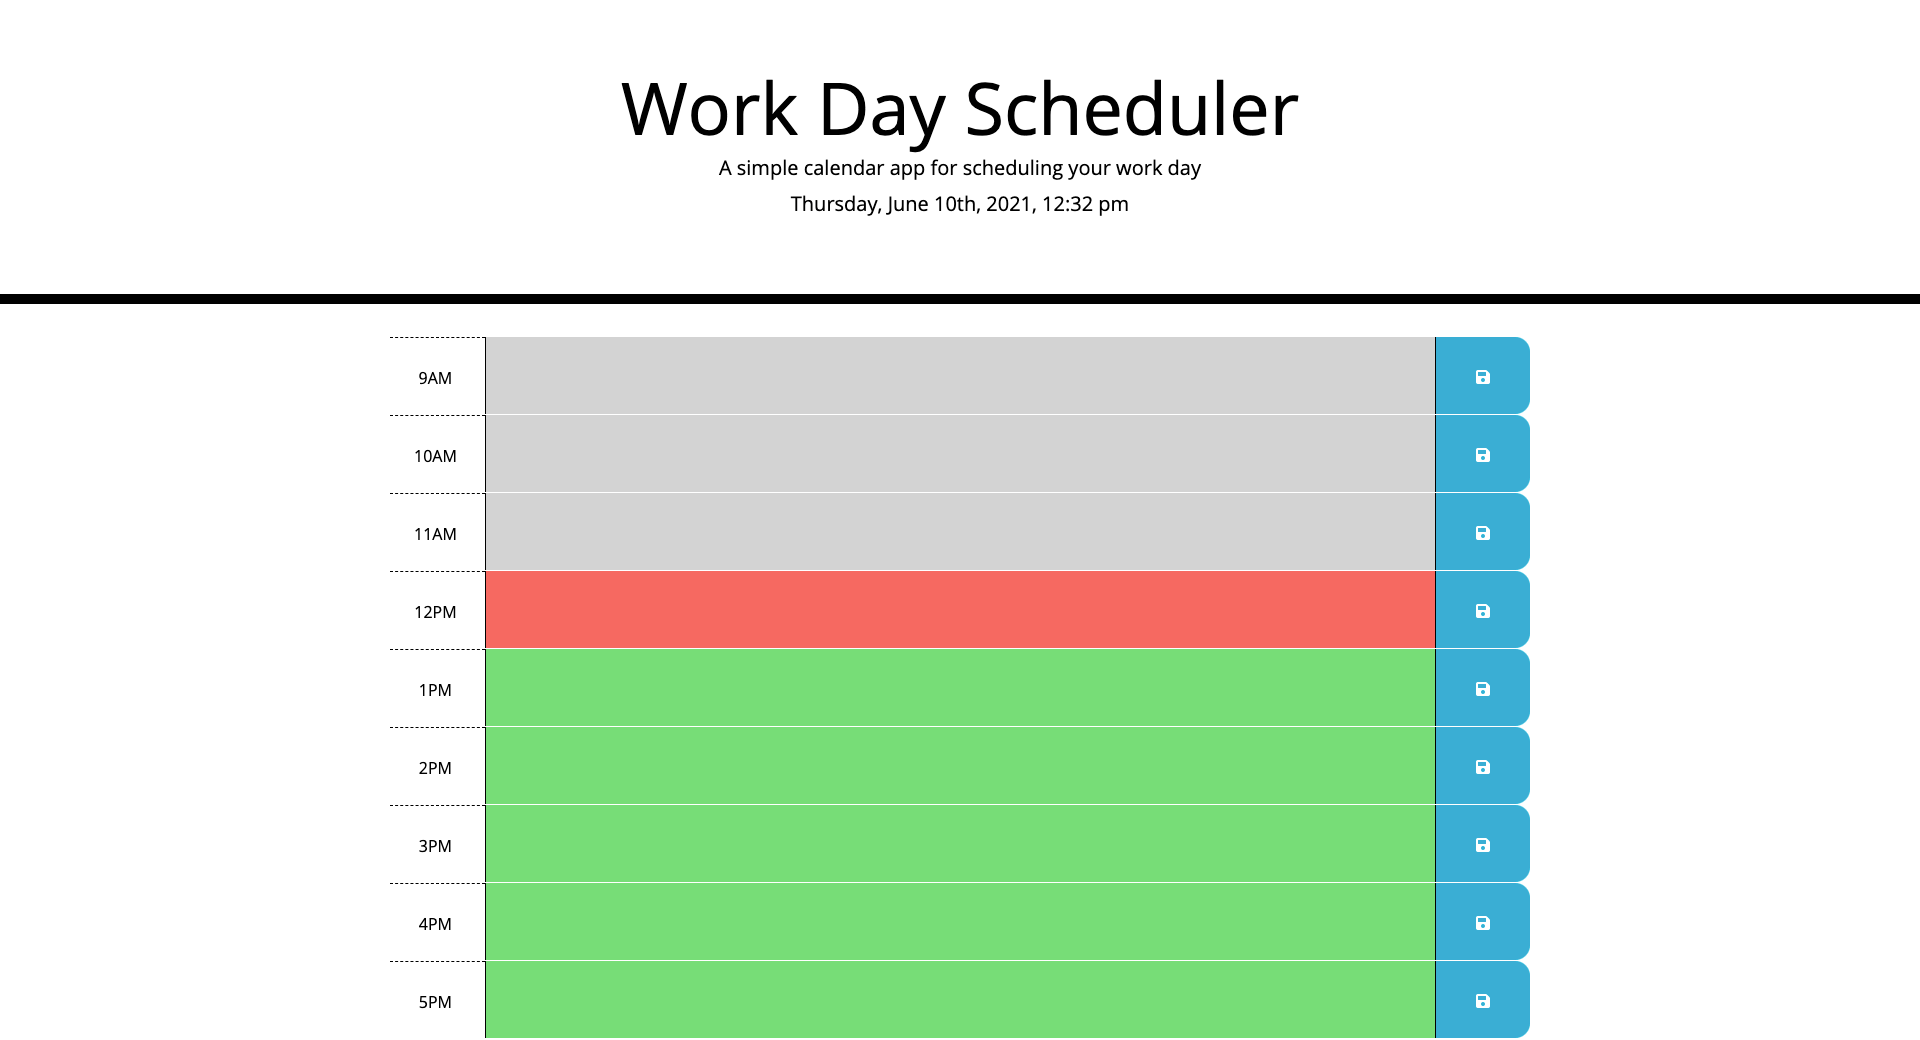 Work Day Scheduler
A simple calendar app for scheduling your work day
Thursday, June 10th, 2021, 12:32 pm
9AM
10AM
11AM
12PM
1PM
2PM
3PM
4PM
5PM